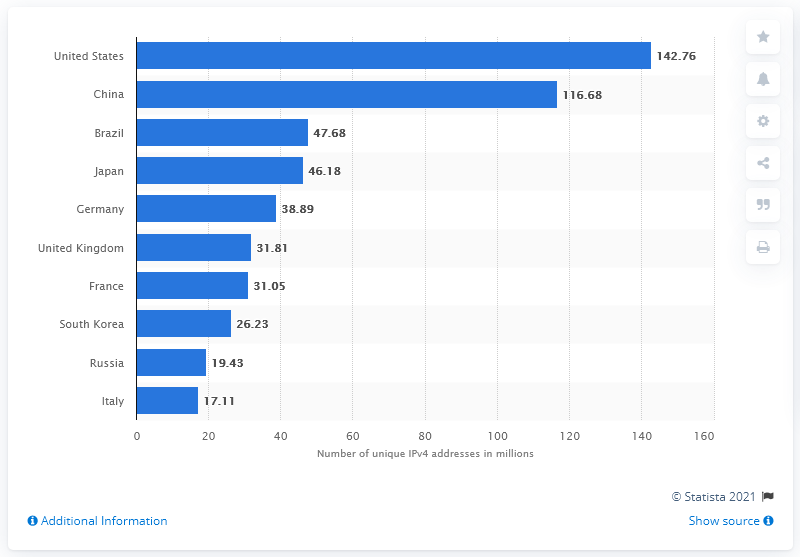 United States 142.76
China 116.68
Brazil 47.68
Japan 46.18
Germany 38.89
United Kingdom 31.81
France 31.05
South Korea 26.23
Russia 19.43
Italy 17.11
0 20 40 60 80 100 120 140 160
Number of unique IPv4 addresses in millions
© Statista 2021
Additional Information Show source